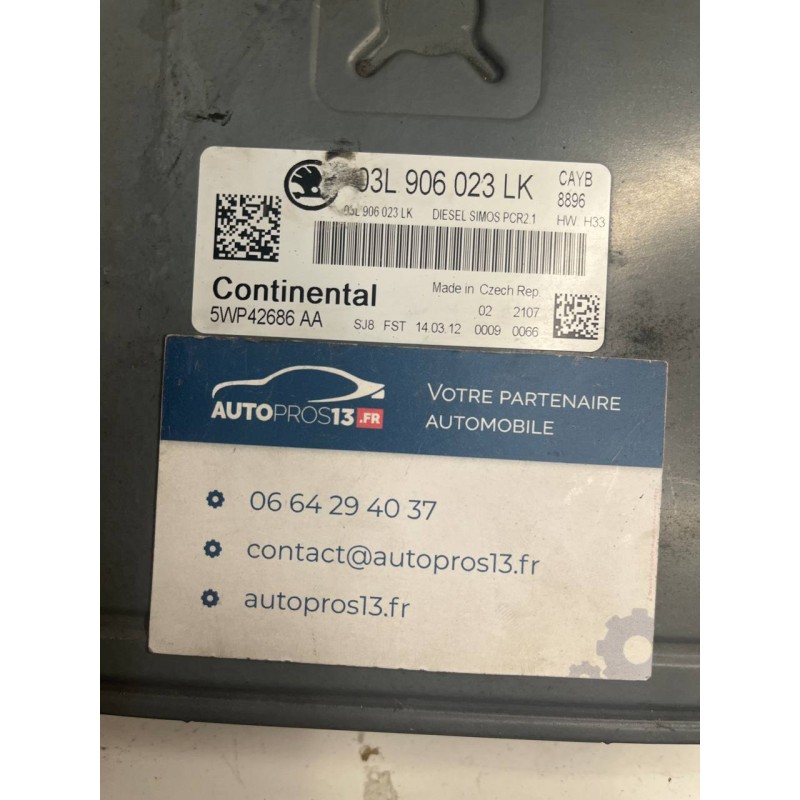 03L 906 023 LK
CAYB
8896
03L 906 023 LK DIESEL SIMOS PCR2.1 HW. H33
Continental
5WP42686 AA
Made in Czech Rep
02 2107
SJ8 FST 14.03.12 0009 0066
AUTOPROS13.FR
VOTRE PARTENAIRE
AUTOMOBILE
06 64 29 40 37
contact@autopros13.fr
autopros13.fr